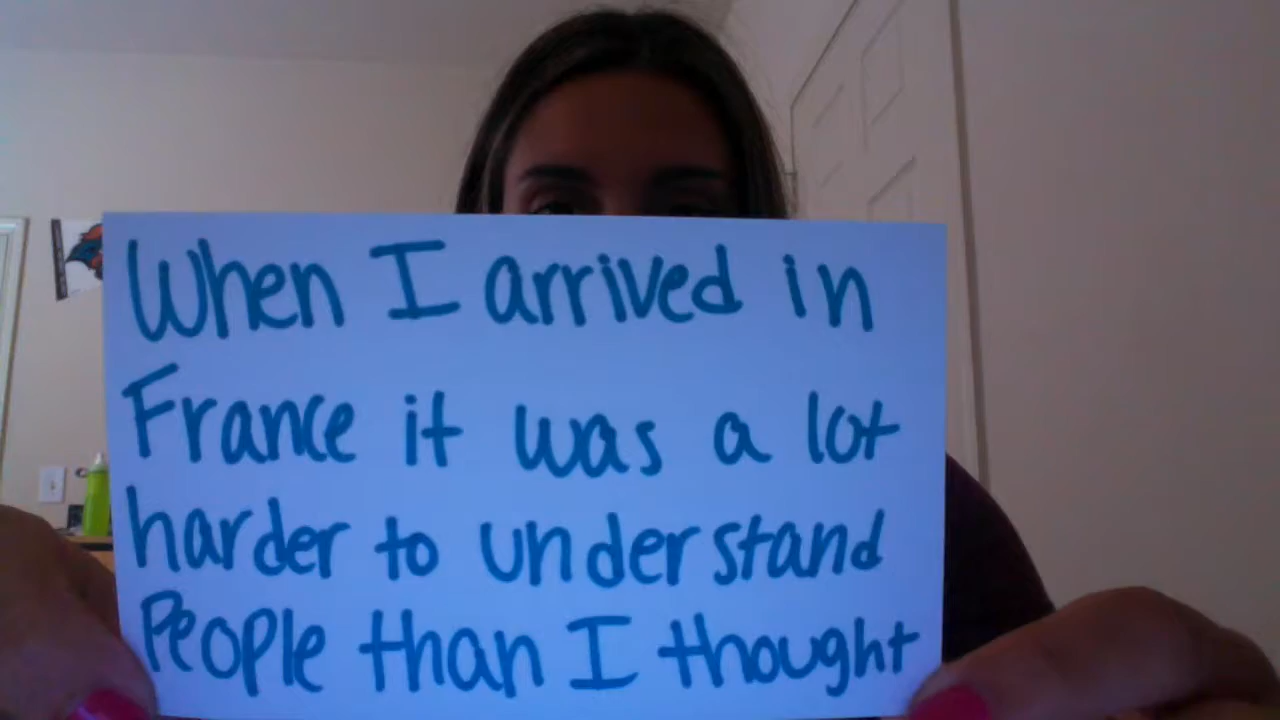 When I arrived in
France it was a lot
harder to understand
People than I thought